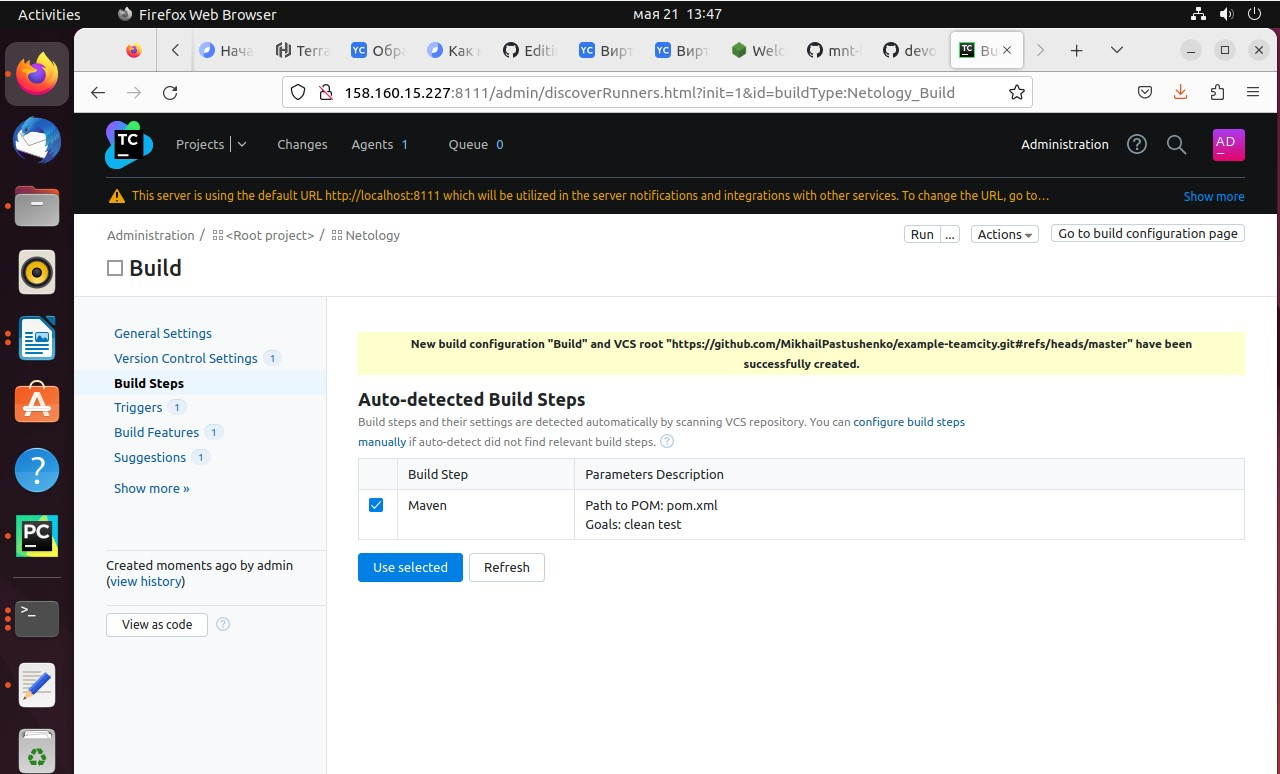 Activities
Firefox Web Browser
мая 21 13:47
Нача
Terra
YC Обра
Как
Editi
YC Вирт
YC Вирт
Welc
mnt-
devo
TC Bu
158.160.15.227:8111/admin/discoverRunners.html?init=1&id=buildType:Netology_Build
TC
Projects
Changes
Agents 1
Queue 0
Administration
AD
This server is using the default URL http://localhost:8111 which will be utilized in the server notifications and integrations with other services. To change the URL, go to…
Show more
Administration / <Root project> / Netology
Run ...
Actions
Go to build configuration page
Build
General Settings
Version Control Settings 1
Build Steps
Triggers 1
Build Features 1
Suggestions 1
Show more »
Created moments ago by admin
(view history)
View as code ?
New build configuration "Build" and VCS root "https://github.com/MikhailPastushenko/example-teamcity.git#refs/heads/master" have been
successfully created.
Auto-detected Build Steps
Build steps and their settings are detected automatically by scanning VCS repository. You can configure build steps
manually if auto-detect did not find relevant build steps. ?
Build Step
Parameters Description
Maven
Path to POM: pom.xml
Goals: clean test
Use selected
Refresh
PC